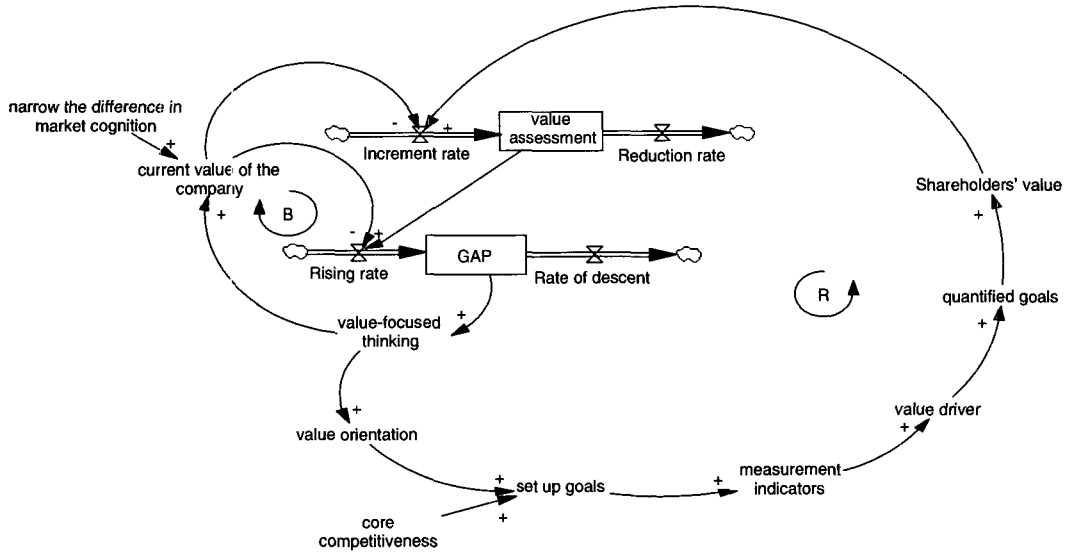 narrow the difference in
market cognition
+
current value of the
company
+
B
-
+
Increment rate
value
assessment
Reduction rate
-
+
Rising rate
GAP
Rate of descent
+
value-focused
thinking
+
value orientation
+
set up goals
+
core
competitiveness
+
measurement
indicators
+
value driver
+
quantified goals
+
Shareholders' value
R